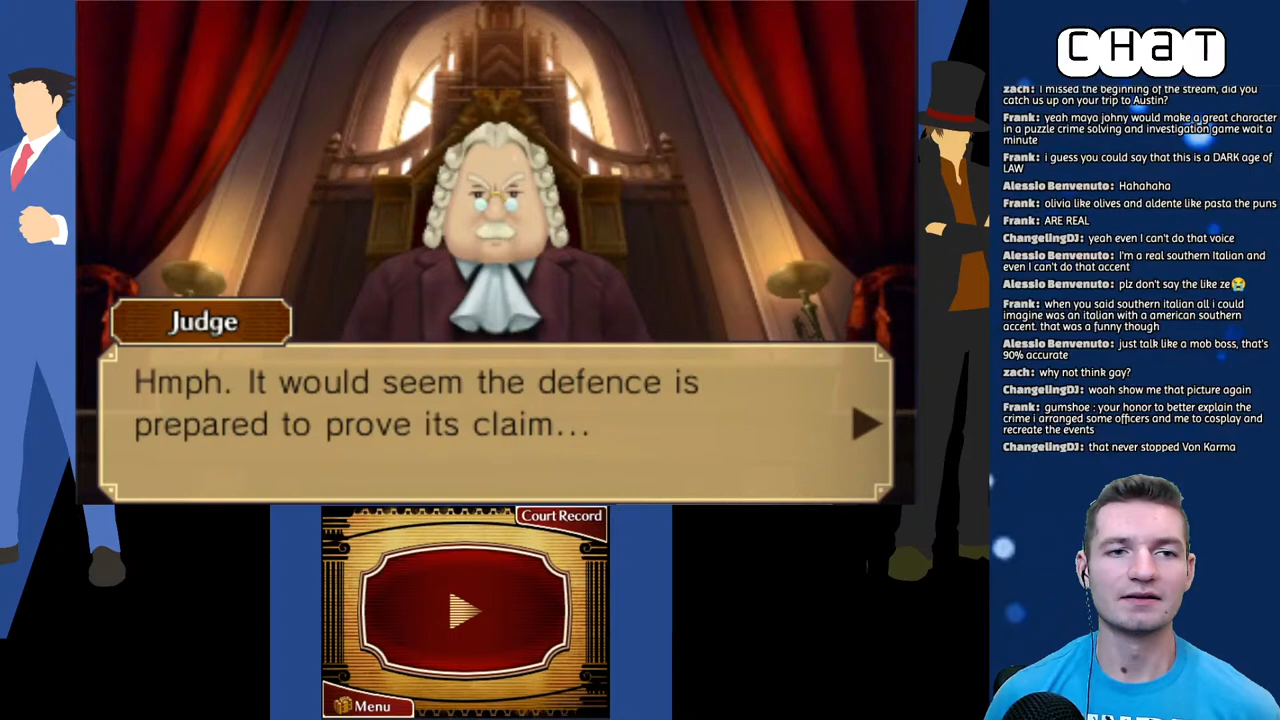 CHaT
zach: I missed the beginning of the stream, did you
catch us up on your trip to Austin?
Frank: yeah maya johny would make a great character
in a puzzle crime solving and investigation game wait a
minute
Frank: i guess you could say that this is a DARK age of
LAW
Alessio Benvenuto: Hahahaha
Frank: olivia like olives and aldente like pasta the puns
Frank: ARE REAL
ChangelingDJ: yeah even I can't do that voice
Alessio Benvenuto: I'm a real southern Italian and
even I can't do that accent
Alessio Benvenuto: plz don't say the like ze😭
Frank: when you said southern italian all i could
imagine was an italian with a american southern
accent. that was a funny though
Alessio Benvenuto: just talk like a mob boss, that's
90% accurate
zach: why not think gay?
ChangelingDJ: woah show me that picture again
Frank: gumshoe : your honor to better explain the
crime i arranged some officers and me to cosplay and
recreate the events
ChangelingDJ: that never stopped Von Karma
Judge
Hmph. It would seem the defence is
prepared to prove its claim...
Court Record
Menu